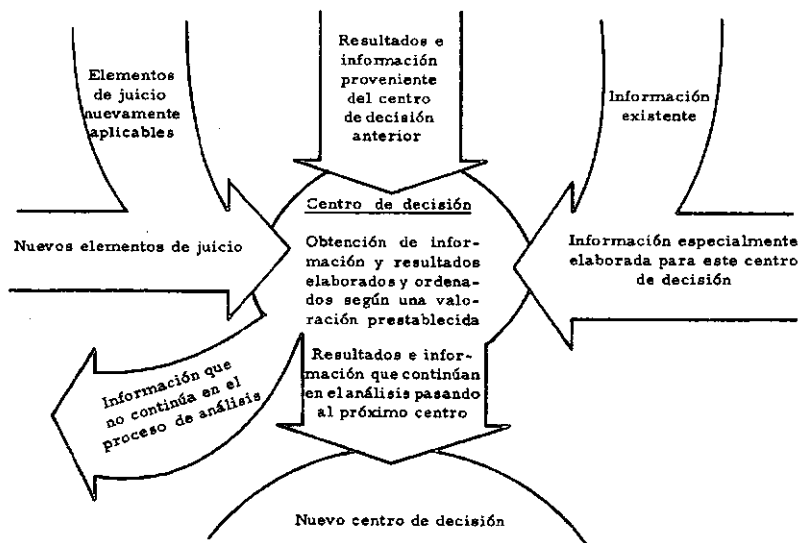 Elementos
de juicio
nuevamente
aplicables
Resultados e
información
proveniente
del centro
de decisión
anterior
Información
existente
Nuevos elementos de juicio
Centro de decisión
Obtención de infor-
mación y resultados
elaborados y ordena-
dos según una valo-
ración prestablecida
Información especialmente
elaborada para este centro
de decisión
Información que
no continúa en el
proceso de análisis
Resultados e infor-
mación que continúan
en el análisis pasando
al próximo centro
Nuevo centro de decisión